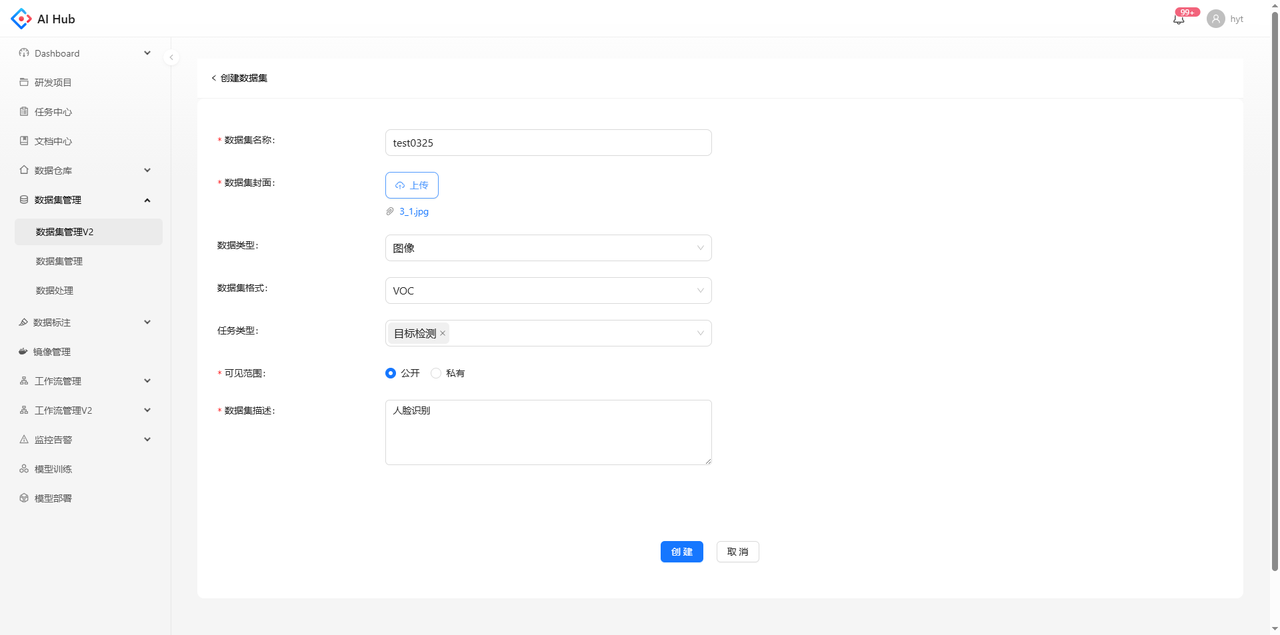 AI Hub
99+
hyt
Dashboard
研发项目
任务中心
文档中心
数据仓库
数据集管理
数据集管理V2
数据集管理
数据处理
数据标注
镜像管理
工作流管理
工作流管理V2
监控告警
模型训练
模型部署
创建数据集
* 数据集名称:
test0325
* 数据集封面:
上传
3_1.jpg
数据类型:
图像
数据集格式:
VOC
任务类型:
目标检测 ×
* 可见范围:
公开 私有
* 数据集描述:
人脸识别
创 建 取 消